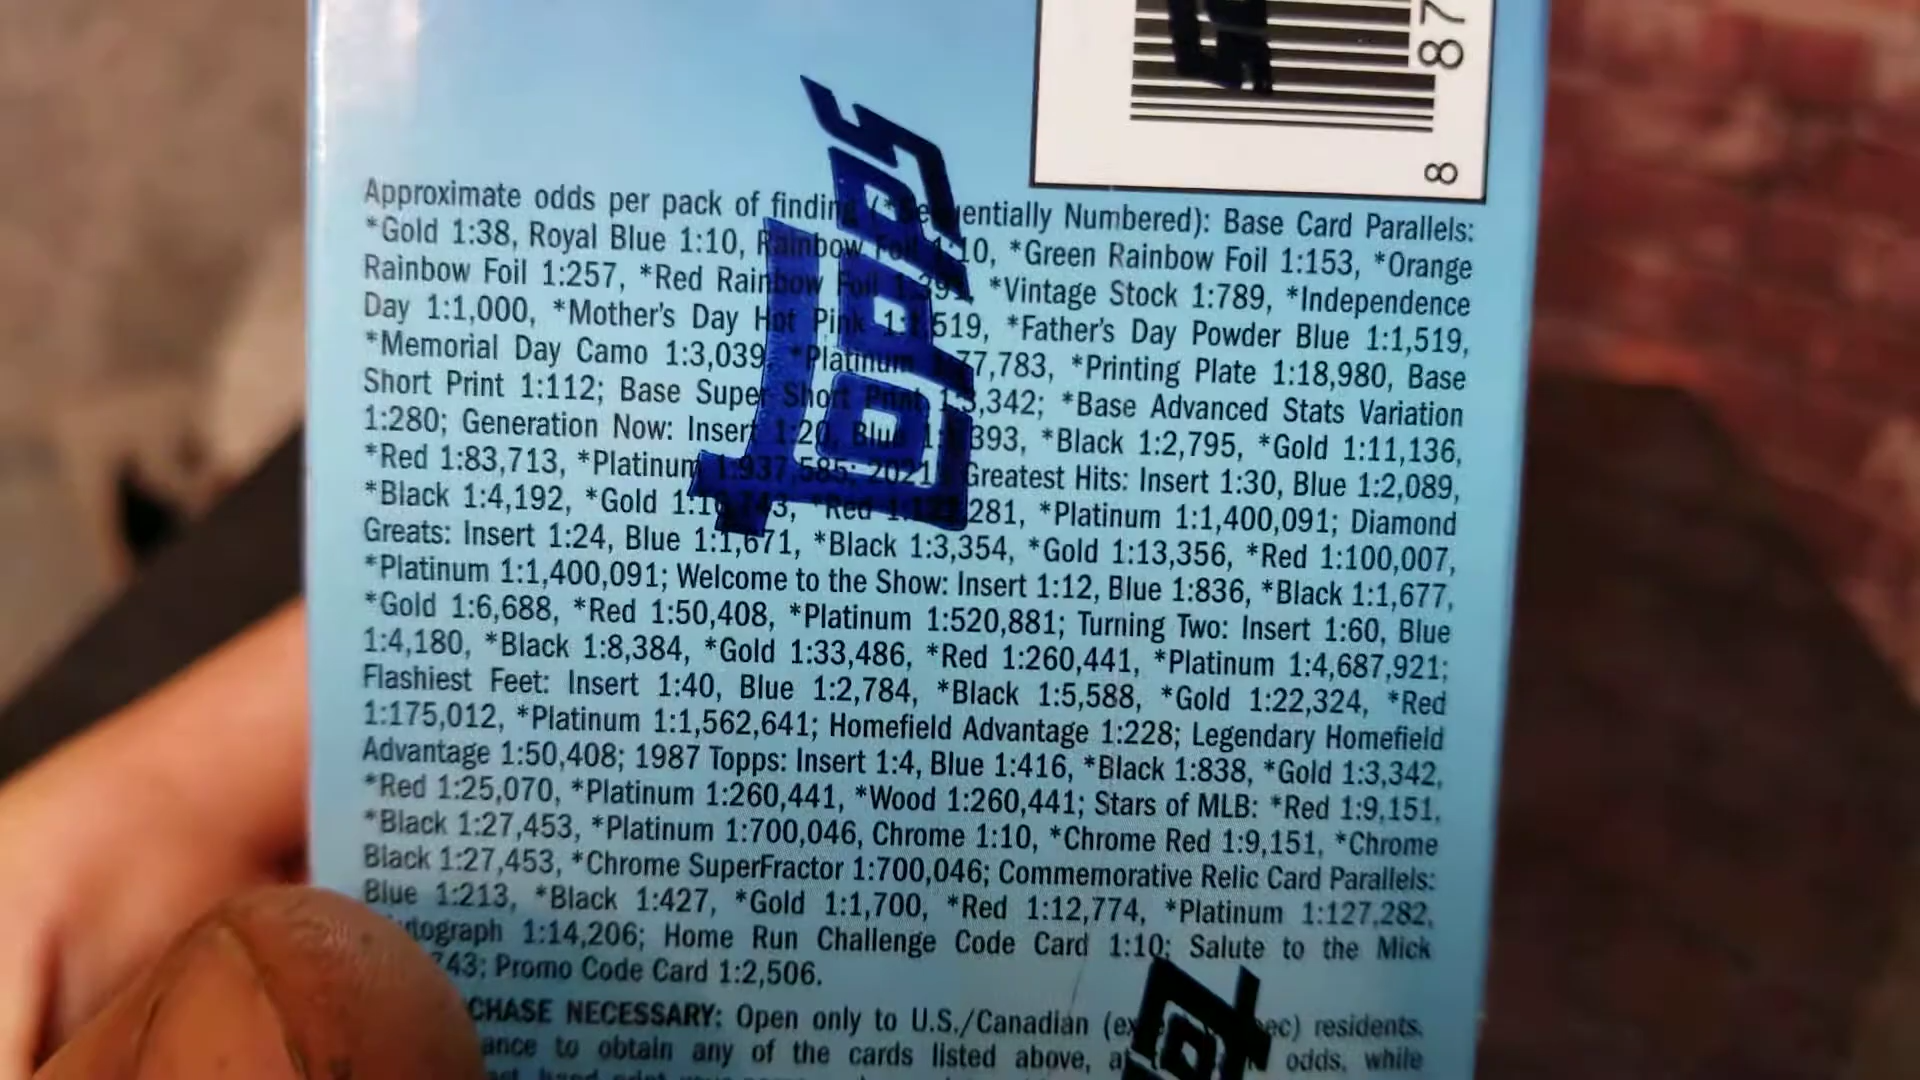 87
8
Topps
Approximate odds per pack of finding (*Sequentially Numbered): Base Card Parallels:
*Gold 1:38, Royal Blue 1:10, Rainbow Foil 1:10, *Green Rainbow Foil 1:153, *Orange
Rainbow Foil 1:257, *Red Rainbow Foil *Vintage Stock 1:789, *Independence
Day 1:1,000, *Mother's Day Hot Pink 1:1,519, *Father's Day Powder Blue 1:1,519,
*Memorial Day Camo 1:3,039, *Platinum *Printing Plate 1:18,980, Base
Short Print 1:112; Base Super Short Print 1:3,342; *Base Advanced Stats Variation
1:280; Generation Now: Insert 1:20, Blue 1:1,393, *Black 1:2,795, *Gold 1:11,136,
*Red 1:83,713, *Platinum 1:937,585; 2021 Greatest Hits: Insert 1:30, Blue 1:2,089,
*Black 1:4,192, *Gold *Red *Platinum 1:1,400,091; Diamond
Greats: Insert 1:24, Blue 1:1,671, *Black 1:3,354, *Gold 1:13,356, *Red 1:100,007,
*Platinum 1:1,400,091; Welcome to the Show: Insert 1:12, Blue 1:836, *Black 1:1,677,
*Gold 1:6,688, *Red 1:50,408, *Platinum 1:520,881; Turning Two: Insert 1:60, Blue
1:4,180, *Black 1:8,384, *Gold 1:33,486, *Red 1:260,441, *Platinum 1:4,687,921;
Flashiest Feet: Insert 1:40, Blue 1:2,784, *Black 1:5,588, *Gold 1:22,324, *Red
1:175,012, *Platinum 1:1,562,641; Homefield Advantage 1:228; Legendary Homefield
Advantage 1:50,408; 1987 Topps: Insert 1:4, Blue 1:416, *Black 1:838, *Gold 1:3,342,
*Red 1:25,070, *Platinum 1:260,441, *Wood 1:260,441; Stars of MLB: *Red 1:9,151,
*Black 1:27,453, *Platinum 1:700,046, Chrome 1:10, *Chrome Red 1:9,151, *Chrome
Black 1:27,453, *Chrome SuperFractor 1:700,046; Commemorative Relic Card Parallels:
Blue 1:213, *Black 1:427, *Gold 1:1,700, *Red 1:12,774, *Platinum 1:127,282,
1:14,206; Home Run Challenge Code Card 1:10; Salute to the Mick
Promo Code Card 1:2,506.
NECESSARY: Open only to U.S./Canadian residents.
to obtain any of the cards listed above, odds, while